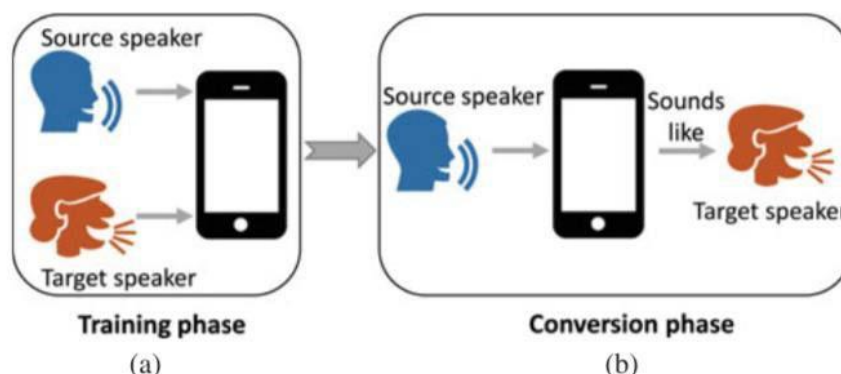 Source speaker
Target speaker
Training phase
(a)
Source speaker
Sounds
like
Target speaker
Conversion phase
(b)